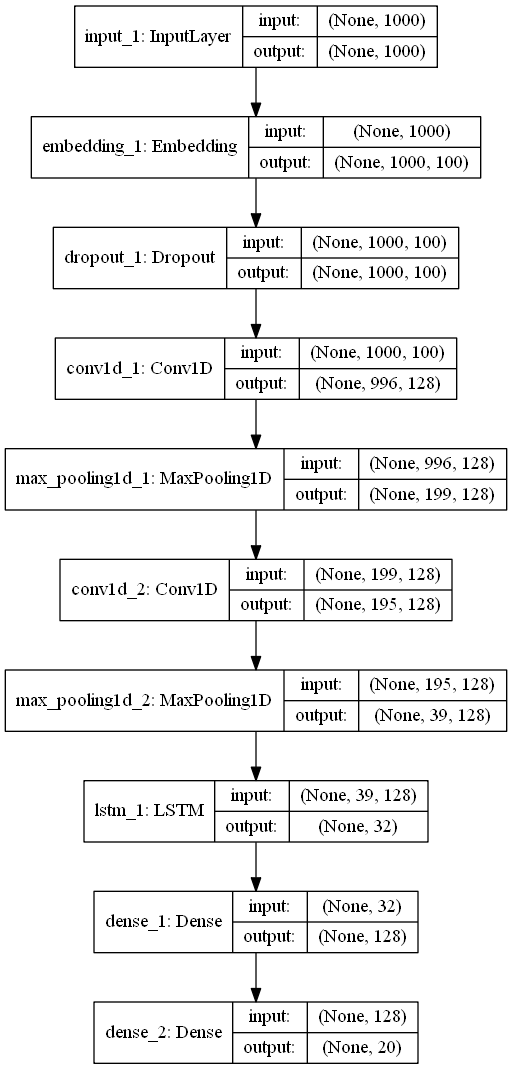 input_1: InputLayer
input: (None, 1000)
output: (None, 1000)
embedding_1: Embedding
input: (None, 1000)
output: (None, 1000, 100)
dropout_1: Dropout
input: (None, 1000, 100)
output: (None, 1000, 100)
conv1d_1: Conv1D
input: (None, 1000, 100)
output: (None, 996, 128)
max_pooling1d_1: MaxPooling1D
input: (None, 996, 128)
output: (None, 199, 128)
conv1d_2: Conv1D
input: (None, 199, 128)
output: (None, 195, 128)
max_pooling1d_2: MaxPooling1D
input: (None, 195, 128)
output: (None, 39, 128)
lstm_1: LSTM
input: (None, 39, 128)
output: (None, 32)
dense_1: Dense
input: (None, 32)
output: (None, 128)
dense_2: Dense
input: (None, 128)
output: (None, 20)